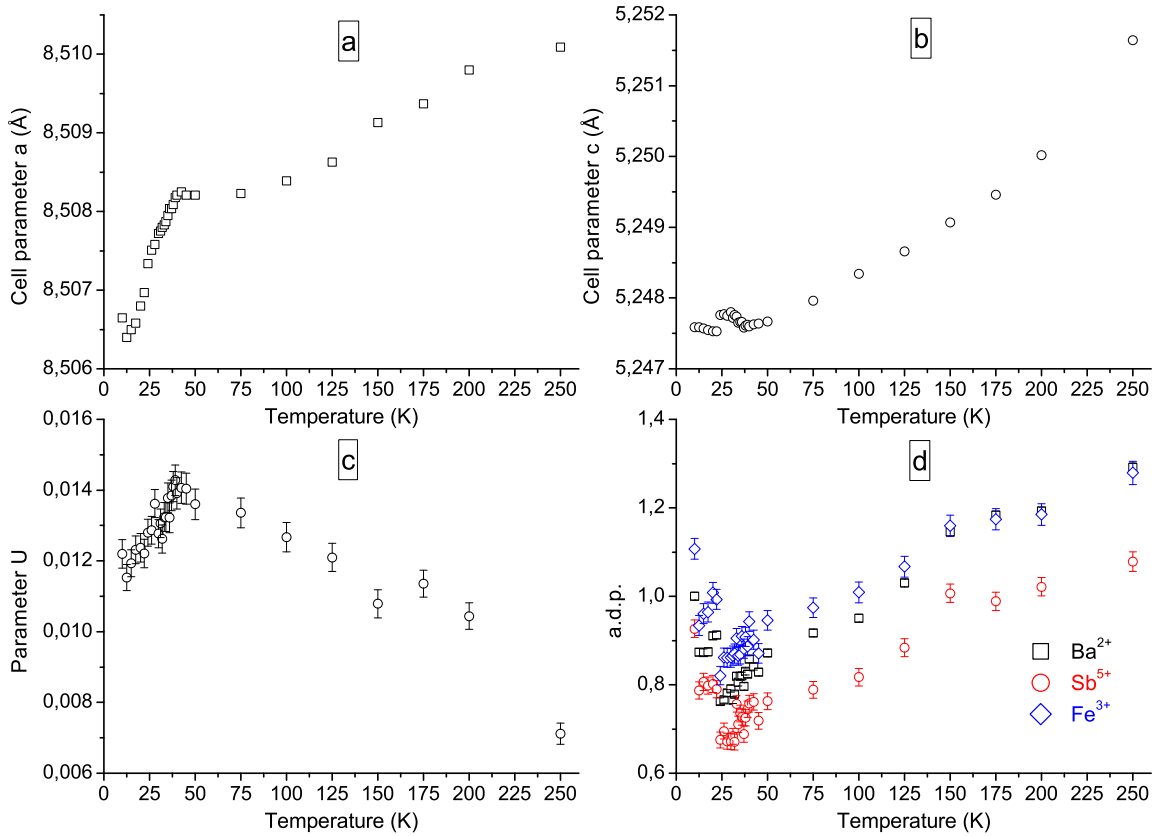 a
8,510
8,509
8,508
8,507
8,506
Cell parameter a (Å)
0 25 50 75 100 125 150 175 200 225 250
Temperature (K)
b
5,252
5,251
5,250
5,249
5,248
5,247
Cell parameter c (Å)
0 25 50 75 100 125 150 175 200 225 250
Temperature (K)
c
0,016
0,014
0,012
0,010
0,008
0,006
Parameter U
0 25 50 75 100 125 150 175 200 225 250
Temperature (K)
d
1,4
1,2
1,0
0,8
0,6
a.d.p.
Ba²⁺
Sb⁵⁺
Fe³⁺
0 25 50 75 100 125 150 175 200 225 250
Temperature (K)